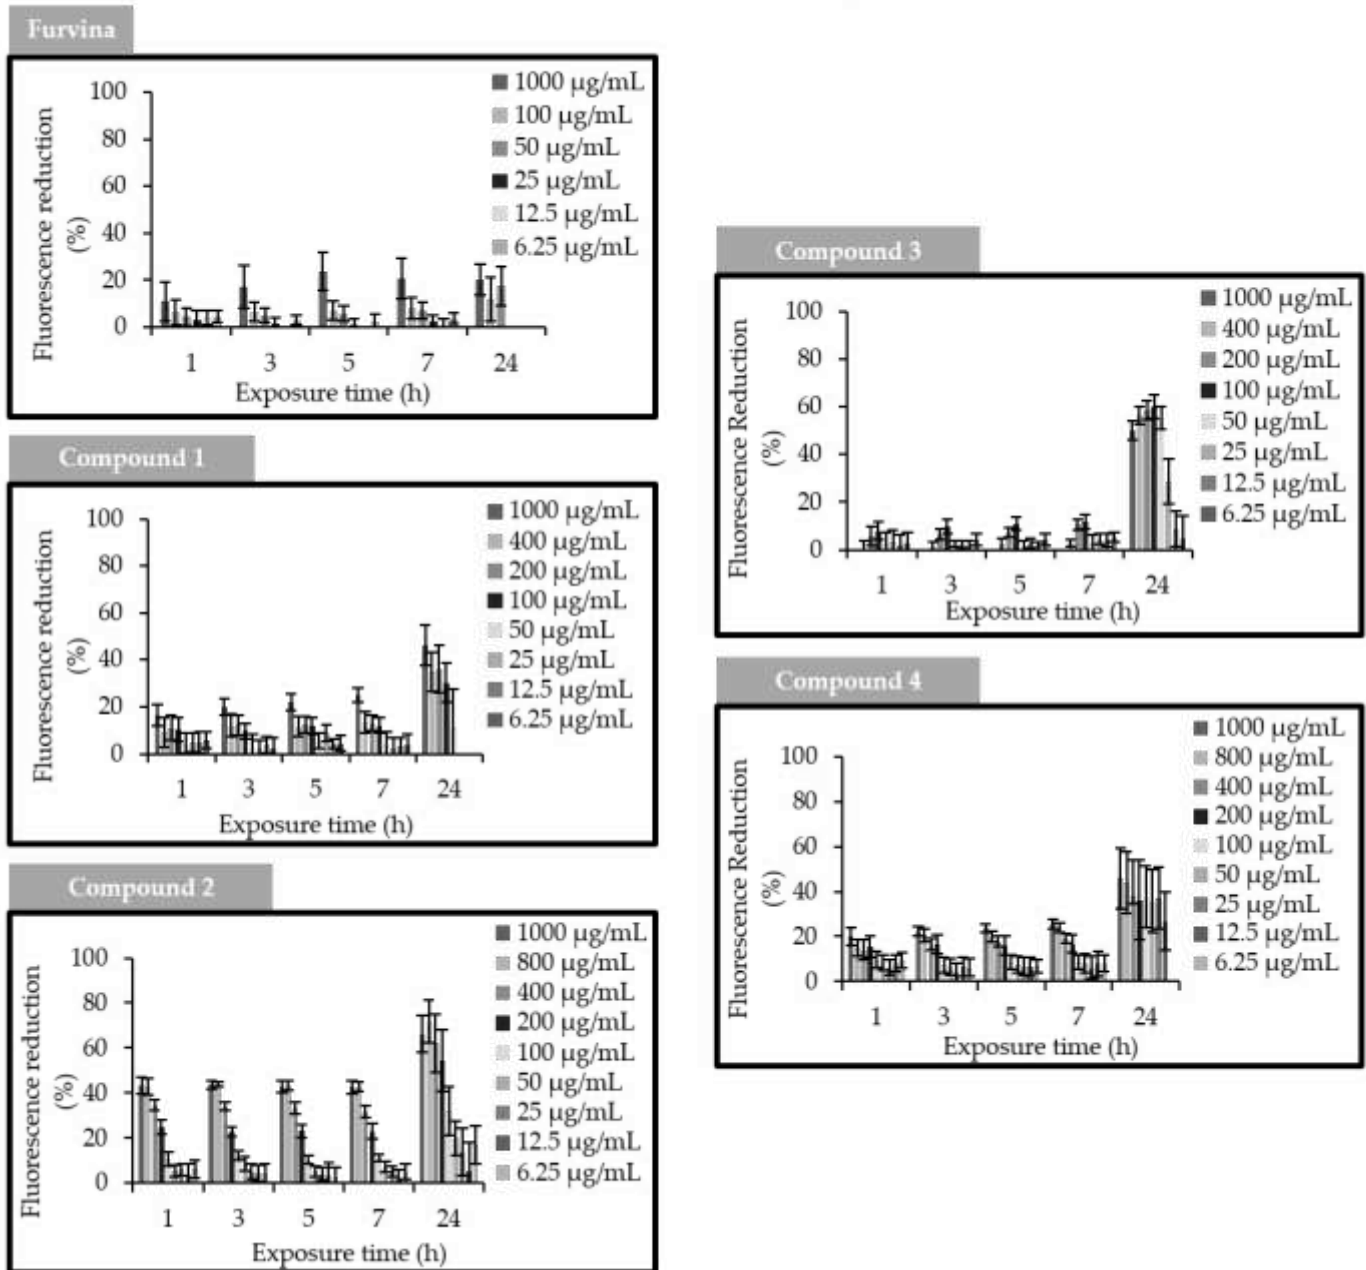 Furvina
Fluorescence reduction
(%)
100
80
60
40
20
0
1
3
5
7
24
Exposure time (h)
1000 µg/mL
100 µg/mL
50 µg/mL
25 µg/mL
12.5 µg/mL
6.25 µg/mL
Compound 1
Fluorescence reduction
(%)
100
80
60
40
20
0
1
3
5
7
24
Exposure time (h)
1000 µg/mL
400 µg/mL
200 µg/mL
100 µg/mL
50 µg/mL
25 µg/mL
12.5 µg/mL
6.25 µg/mL
Compound 2
Fluorescence reduction
(%)
100
80
60
40
20
0
1
3
5
7
24
Exposure time (h)
1000 µg/mL
800 µg/mL
400 µg/mL
200 µg/mL
100 µg/mL
50 µg/mL
25 µg/mL
12.5 µg/mL
6.25 µg/mL
Compound 3
Fluorescence Reduction
(%)
100
80
60
40
20
0
1
3
5
7
24
Exposure time (h)
1000 µg/mL
400 µg/mL
200 µg/mL
100 µg/mL
50 µg/mL
25 µg/mL
12.5 µg/mL
6.25 µg/mL
Compound 4
Fluorescence Reduction
(%)
100
80
60
40
20
0
1
3
5
7
24
Exposure time (h)
1000 µg/mL
800 µg/mL
400 µg/mL
200 µg/mL
100 µg/mL
50 µg/mL
25 µg/mL
12.5 µg/mL
6.25 µg/mL